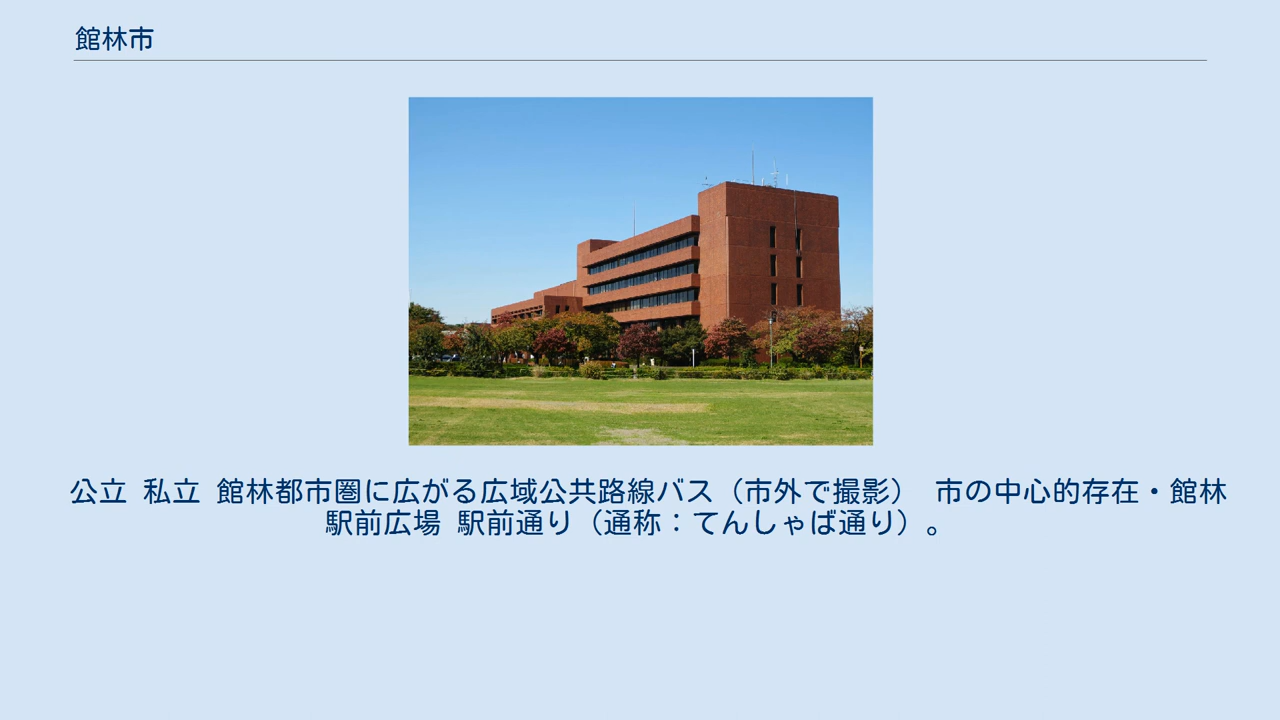 館林市
公立 私立 館林都市圏に広がる広域公共路線バス（市外で撮影） 市の中心的存在・館林
駅前広場 駅前通り（通称：てんしゃば通り）。